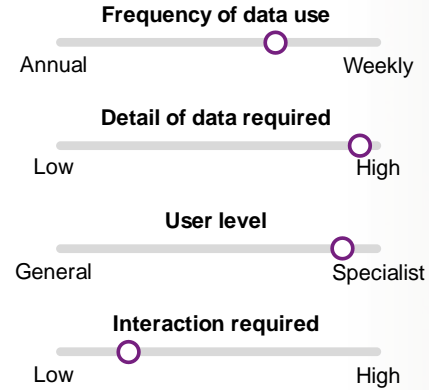 Frequency of data use
Annual Weekly
Detail of data required
Low High
User level
General Specialist
Interaction required
Low High